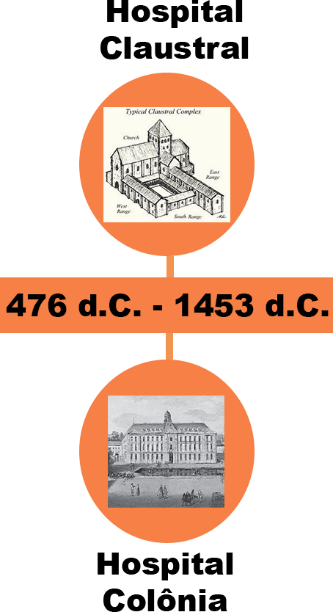 Hospital
Claustral
Typical Claustral Complex
Church
East
Range
West
Range
South Range
476 d.C. - 1453 d.C.
Hospital
Colônia